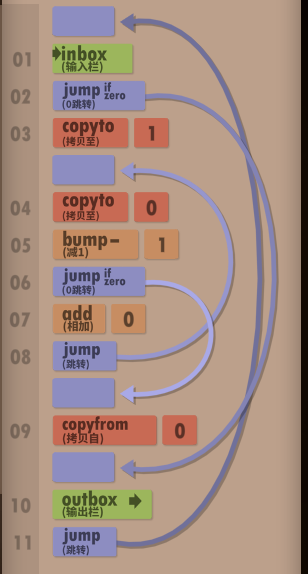 01 inbox
(输入栏)
02 jump if zero
(0跳转)
03 copyto 1
(拷贝至)
04 copyto 0
(拷贝至)
05 bump- 1
(减1)
06 jump if zero
(0跳转)
07 add 0
(相加)
08 jump
(跳转)
09 copyfrom 0
(拷贝自)
10 outbox
(输出栏)
11 jump
(跳转)